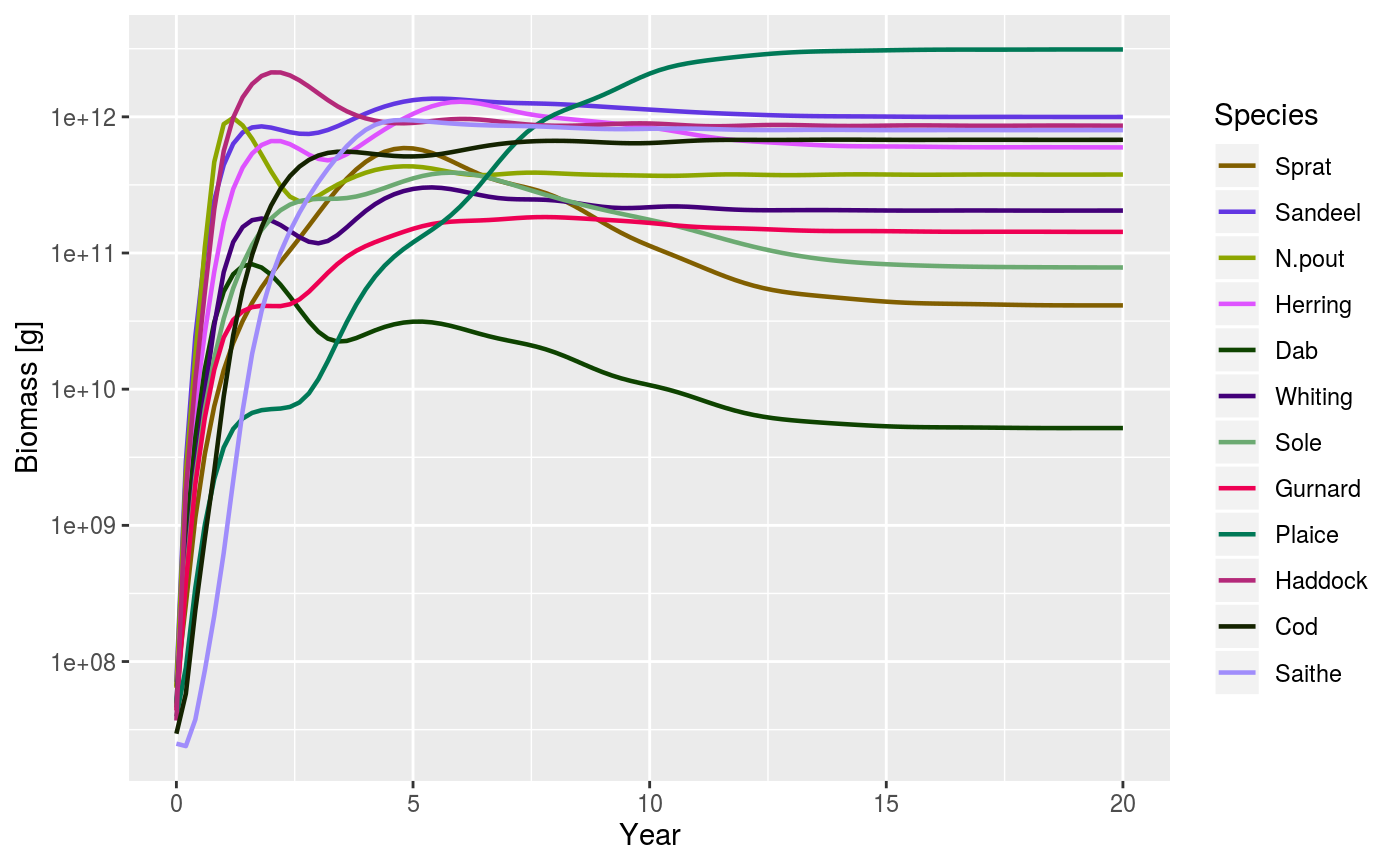 Biomass [g]
1e+12
1e+11
1e+10
1e+09
1e+08
0 5 10 15 20
Year
Species
Sprat
Sandeel
N.pout
Herring
Dab
Whiting
Sole
Gurnard
Plaice
Haddock
Cod
Saithe